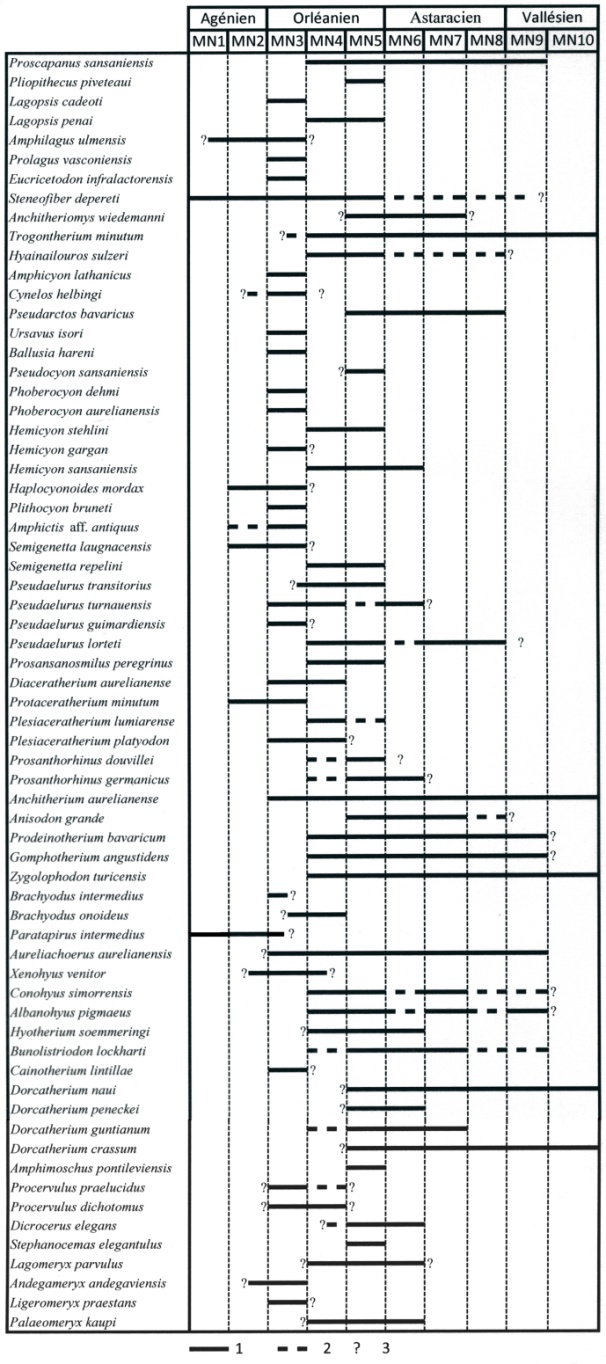 Agénien Orléanien Astaracien Vallésien
MN1 MN2 MN3 MN4 MN5 MN6 MN7 MN8 MN9 MN10
Proscapanus sansaniensis
Pliopithecus piveteaui
Lagopsis cadeoti
Lagopsis penai
Amphilagus ulmensis ? ?
Prolagus vasconiensis
Eucricetodon infralactorensis
Steneofiber depereti ?
Anchitheriomys wiedemanni ? ?
Trogontherium minutum ?
Hyainailouros sulzeri ?
Amphicyon lathanicus
Cynelos helbingi ? ?
Pseudarctos bavaricus
Ursavus isori
Ballusia hareni
Pseudocyon sansaniensis ?
Phoberocyon dehmi
Phoberocyon aurelianensis
Hemicyon stehlini
Hemicyon gargan ?
Hemicyon sansaniensis
Haplocyonoides mordax ?
Plithocyon bruneti
Amphictis aff. antiquus
Semigenetta laugnacensis ?
Semigenetta repelini
Pseudaelurus transitorius ?
Pseudaelurus turnauensis ?
Pseudaelurus guimardiensis ?
Pseudaelurus lorteti ?
Prosansanosmilus peregrinus
Diaceratherium aurelianense
Protaceratherium minutum
Plesiaceratherium lumiarense
Plesiaceratherium platyodon ?
Prosanthorhinus douvillei ?
Prosanthorhinus germanicus ?
Anchitherium aurelianense
Anisodon grande ?
Prodeinotherium bavaricum ?
Gomphotherium angustidens ?
Zygolophodon turicensis
Brachyodus intermedius ?
Brachyodus onoideus ?
Paratapirus intermedius ?
Aureliachoerus aurelianensis ?
Xenohyus venitor ? ?
Conohyus simorrensis ?
Albanohyus pigmaeus ?
Hyotherium soemmeringi ?
Bunolistriodon lockharti
Cainotherium lintillae ?
Dorcatherium naui ?
Dorcatherium peneckei ?
Dorcatherium guntianum
Dorcatherium crassum ?
Amphimoschus pontileviensis
Procervulus praelucidus ? ?
Procervulus dichotomus ? ?
Dicrocerus elegans ?
Stephanocemas elegantulus
Lagomeryx parvulus ? ?
Andegameryx andegaviensis ?
Ligeromeryx praestans ?
Palaeomeryx kaupi ?
1 2 ? 3